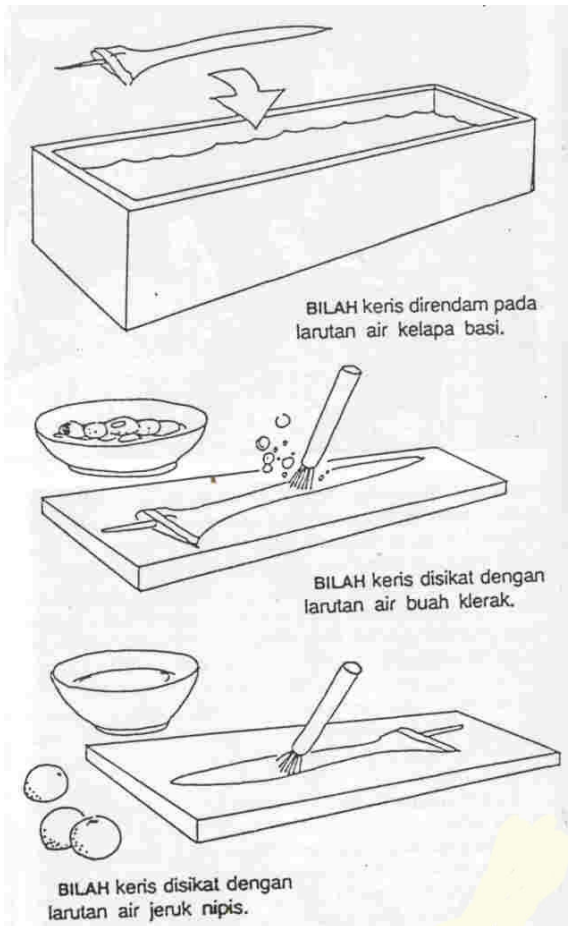 BILAH keris direndam pada
larutan air kelapa basi.
BILAH keris disikat dengan
larutan air buah klerak.
BILAH keris disikat dengan
larutan air jeruk nipis.